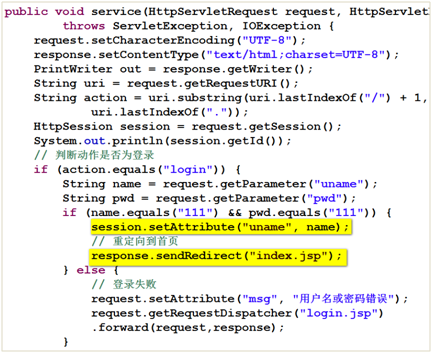 public void service(HttpServletRequest request, HttpServletR
throws ServletException, IOException {
request.setCharacterEncoding("UTF-8");
response.setContentType("text/html;charset=UTF-8");
PrintWriter out = response.getWriter();
String uri = request.getRequestURI();
String action = uri.substring(uri.lastIndexOf("/") + 1,
uri.lastIndexOf("."));
HttpSession session = request.getSession();
System.out.println(session.getId());
// 判断动作是否为登录
if (action.equals("login")) {
String name = request.getParameter("uname");
String pwd = request.getParameter("pwd");
if (name.equals("111") && pwd.equals("111")) {
session.setAttribute("uname", name);
// 重定向到首页
response.sendRedirect("index.jsp");
} else {
// 登录失败
request.setAttribute("msg", "用户名或密码错误");
request.getRequestDispatcher("login.jsp")
.forward(request,response);
}